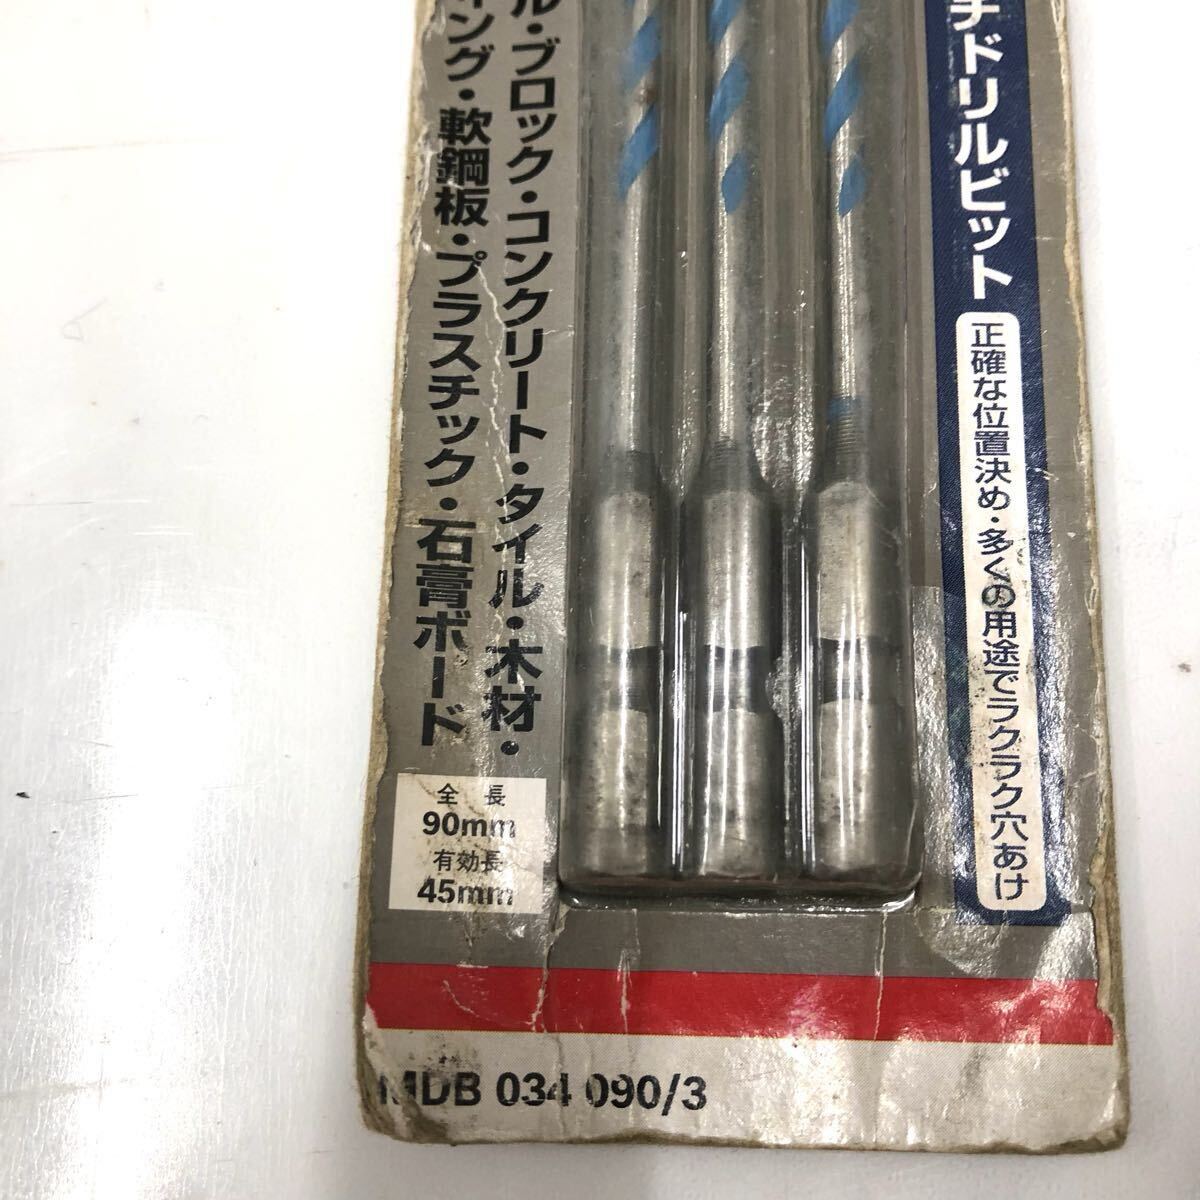 チドリルビット
正確な位置決め・多くの用途でラクラク穴あけ
ル・ブロック・コンクリート・タイル・木材・
ング・軟鋼板・プラスチック・石膏ボード
全長
90mm
有効長
45mm
MDB 034 090/3